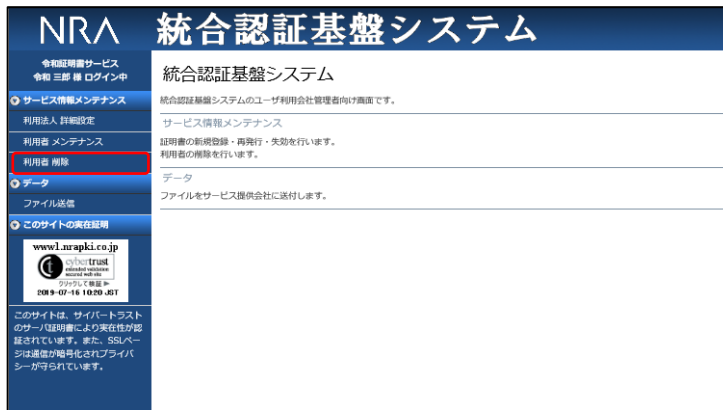 NRA 統合認証基盤システム
令和証明書サービス
令和 三郎 様 ログイン中
サービス情報メンテナンス
利用法人 詳細設定
利用者 メンテナンス
利用者 削除
データ
ファイル送信
このサイトの実在証明
www1.nrapki.co.jp
cybertrust
extended validation
secured web site
クリックして検証
2019-07-16 10:20 JST
このサイトは、サイバートラスト
のサーバ証明書により実在性が認
証されています。また、SSLペー
ジは通信が暗号化されプライバ
シーが守られています。
統合認証基盤システム
統合認証基盤システムのユーザ利用会社管理者向け画面です。
サービス情報メンテナンス
証明書の新規登録・再発行・失効を行います。
利用者の削除を行います。
データ
ファイルをサービス提供会社に送付します。